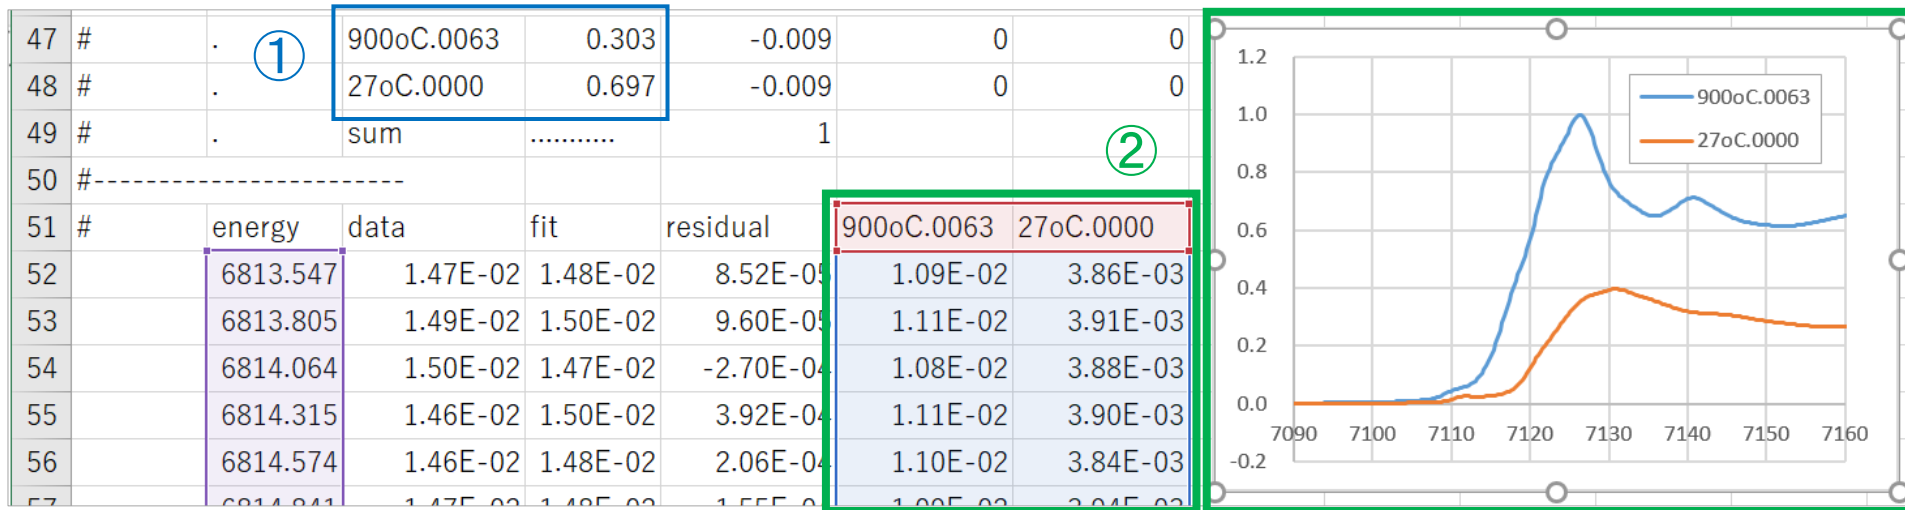 47 # . ① 900oC.0063 0.303 -0.009 0 0
48 # . 27oC.0000 0.697 -0.009 0 0
49 # . sum ........... 1
②
50 #------------------------
51 # energy data fit residual 900oC.0063 27oC.0000
52 6813.547 1.47E-02 1.48E-02 8.52E-05 1.09E-02 3.86E-03
53 6813.805 1.49E-02 1.50E-02 9.60E-05 1.11E-02 3.91E-03
54 6814.064 1.50E-02 1.47E-02 -2.70E-04 1.08E-02 3.88E-03
55 6814.315 1.46E-02 1.50E-02 3.92E-04 1.11E-02 3.90E-03
56 6814.574 1.46E-02 1.48E-02 2.06E-04 1.10E-02 3.84E-03
1.2
1.0
0.8
0.6
0.4
0.2
0.0
-0.2
7090 7100 7110 7120 7130 7140 7150 7160
900oC.0063
27oC.0000